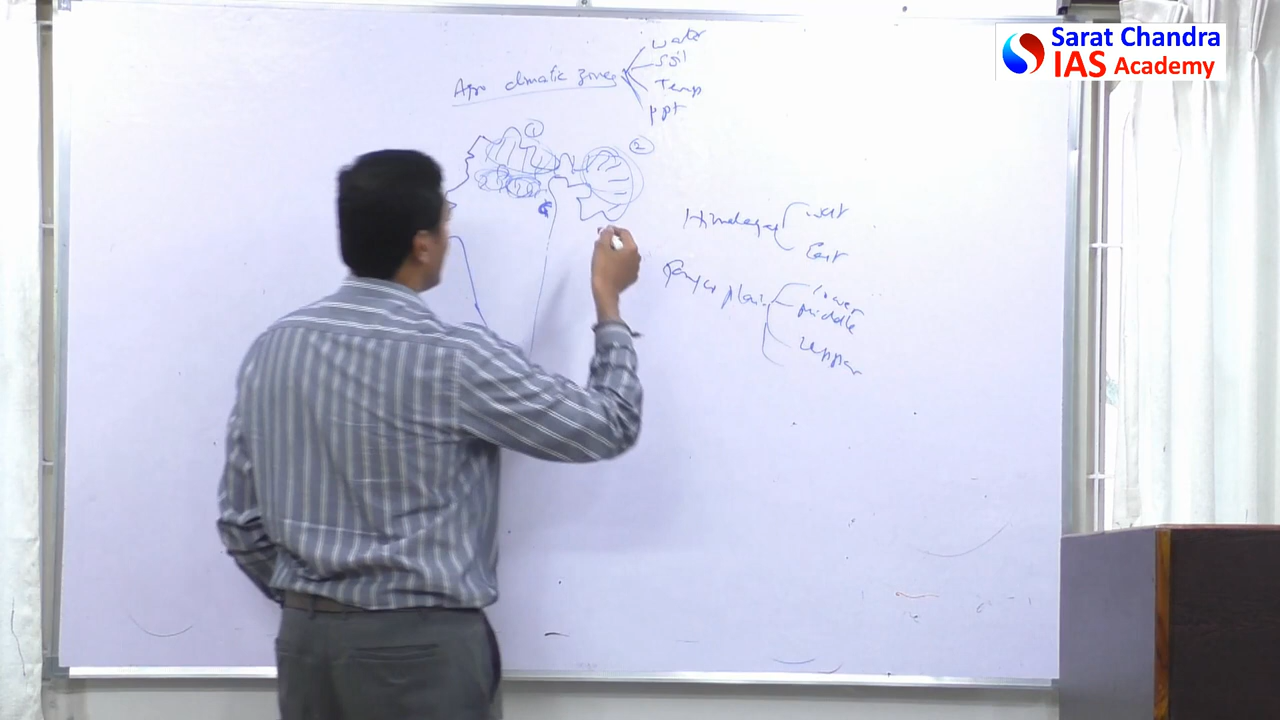 Sarat Chandra
IAS Academy
Agro climatic zones
water
Soil
Temp
ppt
1
2
Himalayas
West
East
Ganga plain
lower
middle
Upper